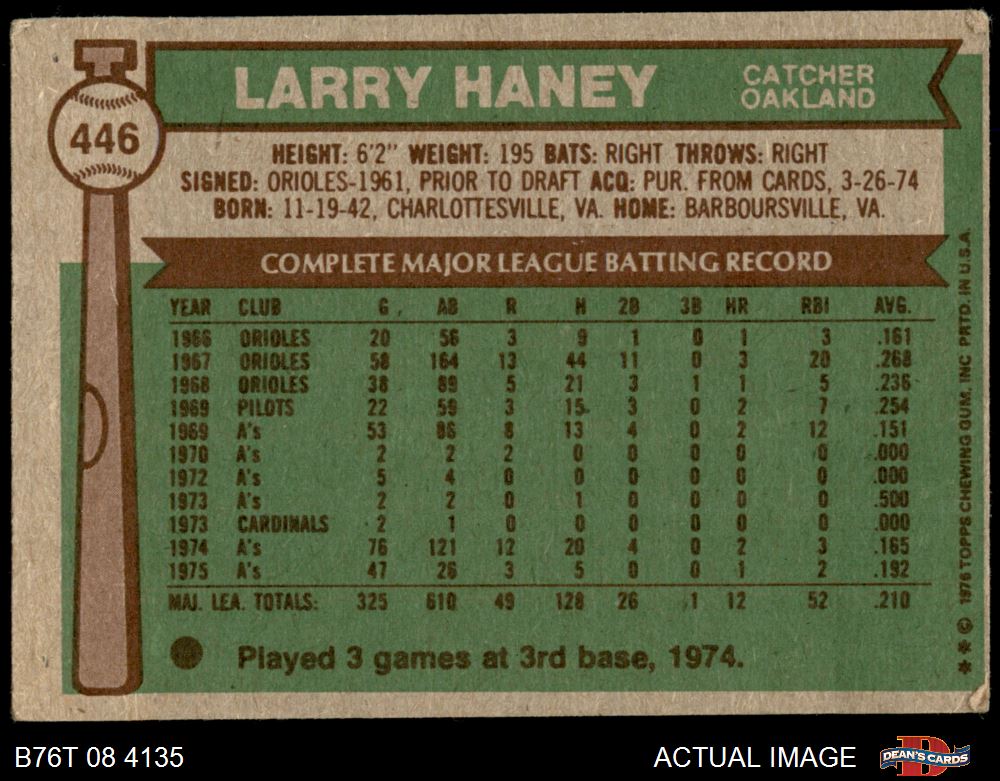 LARRY HANEY
CATCHER
OAKLAND
446
HEIGHT: 6'2" WEIGHT: 195 BATS: RIGHT THROWS: RIGHT
SIGNED: ORIOLES-1961, PRIOR TO DRAFT ACQ: PUR. FROM CARDS, 3-26-74
BORN: 11-19-42, CHARLOTTESVILLE, VA. HOME: BARBOURSVILLE, VA.
COMPLETE MAJOR LEAGUE BATTING RECORD
YEAR CLUB G AB R H 2B 3B HR RBI AVG.
1966 ORIOLES 20 56 3 9 1 0 1 3 .161
1967 ORIOLES 58 164 13 44 11 0 3 20 .268
1968 ORIOLES 38 89 5 21 3 1 1 5 .236
1969 PILOTS 22 59 3 15 3 0 2 7 .254
1969 A's 53 86 8 13 4 0 2 12 .151
1970 A's 2 2 2 0 0 0 0 0 .000
1972 A's 5 4 0 0 0 0 0 0 .000
1973 A's 2 2 0 1 0 0 0 0 .500
1973 CARDINALS 2 1 0 0 0 0 0 0 .000
1974 A's 76 121 12 20 4 0 2 3 .165
1975 A's 47 26 3 5 0 0 1 2 .192
MAJ. LEA. TOTALS: 325 610 49 128 26 1 12 52 .210
Played 3 games at 3rd base, 1974.
* * © 1976 TOPPS CHEWING GUM, INC PRTD. IN U.S.A.
B76T 08 4135
ACTUAL IMAGE
DEAN'S CARDS